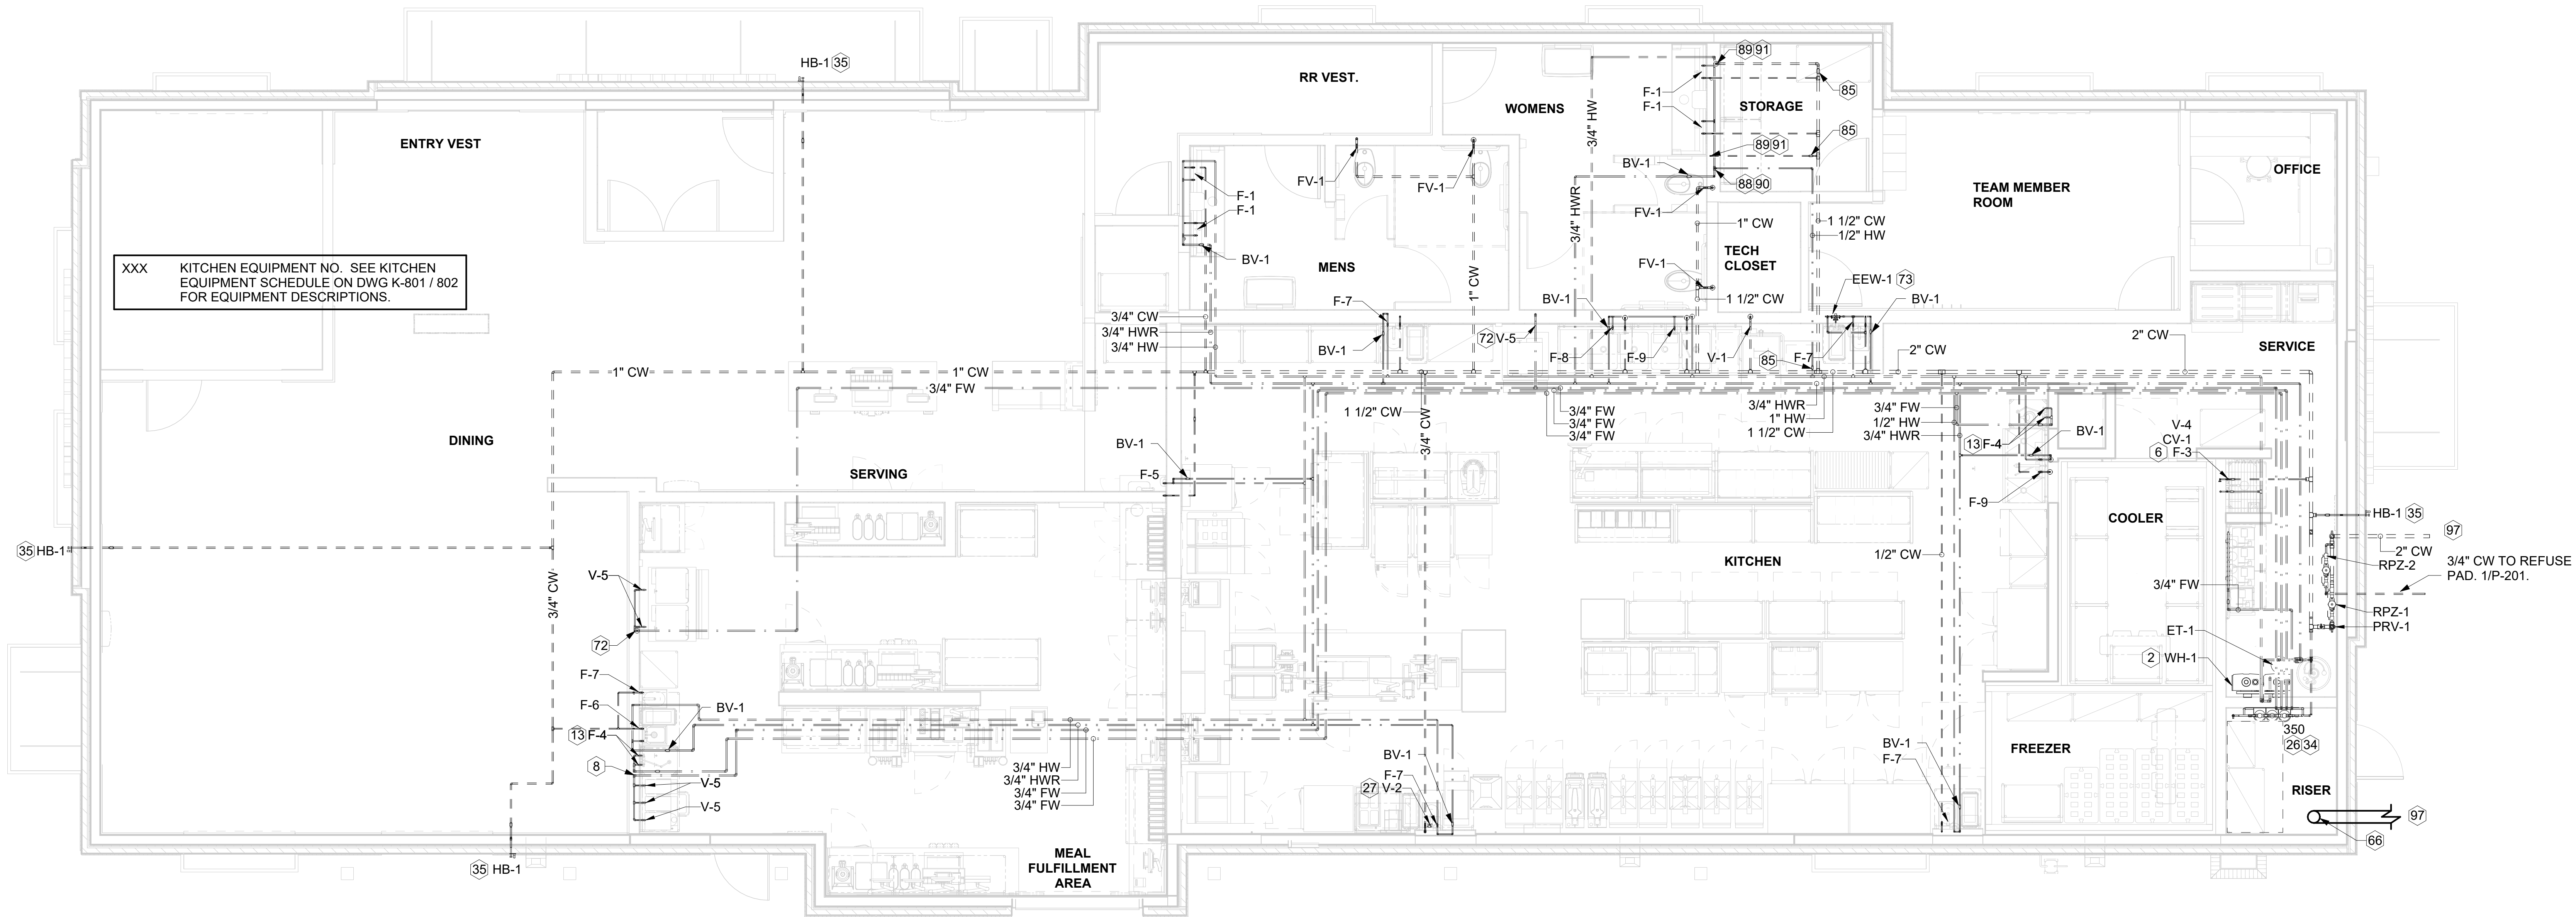 HB-1 35
89 91
RR VEST.
WOMENS
F-1
F-1
STORAGE
85
85
ENTRY VEST
3/4" HW
89 91
BV-1
88 90
OFFICE
FV-1
FV-1
FV-1
TEAM MEMBER
ROOM
F-1
F-1
3/4" HWR
1" CW
1 1/2" CW
1/2" HW
TECH
CLOSET
XXX KITCHEN EQUIPMENT NO. SEE KITCHEN
EQUIPMENT SCHEDULE ON DWG K-801 / 802
FOR EQUIPMENT DESCRIPTIONS.
BV-1
MENS
1" CW
FV-1
EEW-1 73
BV-1
F-7
BV-1
1 1/2" CW
3/4" CW
3/4" HWR
3/4" HW
BV-1
72 V-5
F-8
F-9
V-1
85
F-7
2" CW
2" CW
SERVICE
1" CW
1" CW
3/4" FW
1 1/2" CW
3/4" CW
3/4" FW
3/4" FW
3/4" FW
3/4" HWR
1" HW
1 1/2" CW
3/4" FW
1/2" HW
3/4" HWR
13 F-4
BV-1
V-4
CV-1
6 F-3
DINING
SERVING
BV-1
F-5
F-9
COOLER
HB-1 35
97
35 HB-1
KITCHEN
1/2" CW
2" CW
RPZ-2
3/4" CW TO REFUSE
PAD. 1/P-201.
V-5
3/4" CW
3/4" FW
RPZ-1
PRV-1
72
ET-1
2 WH-1
F-7
F-6
BV-1
13 F-4
8
350
26 34
FREEZER
V-5
V-5
3/4" HW
3/4" HWR
3/4" FW
3/4" FW
BV-1
F-7
27 V-2
BV-1
F-7
RISER
97
66
MEAL
FULFILLMENT
AREA
35 HB-1